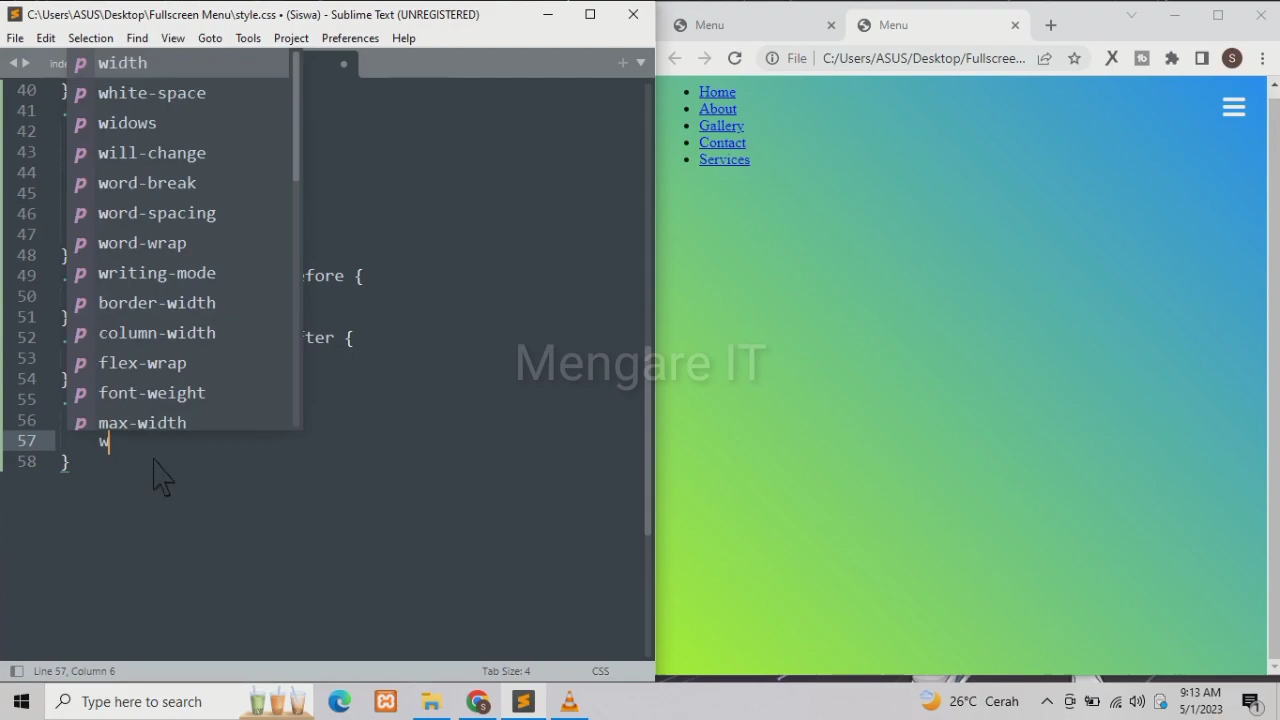 C:\Users\ASUS\Desktop\Fullscreen Menu\style.css • (Siswa) - Sublime Text (UNREGISTERED)
File Edit Selection Find View Goto Tools Project Preferences Help
inde
p width
p white-space
p widows
p will-change
p word-break
p word-spacing
p word-wrap
p writing-mode
p border-width
p column-width
p flex-wrap
p font-weight
p max-width
40 }
41 .
42
43
44
45
46
47
48 }
49 . efore {
50
51 }
52 . fter {
53
54 }
55 .
56
57 w
58 }
Line 57, Column 6 Tab Size: 4 CSS
Menu
Menu
File C:/Users/ASUS/Desktop/Fullscreen... S
Home
About
Gallery
Contact
Services
Mengare IT
Type here to search
26°C Cerah
9:13 AM
5/1/2023
1